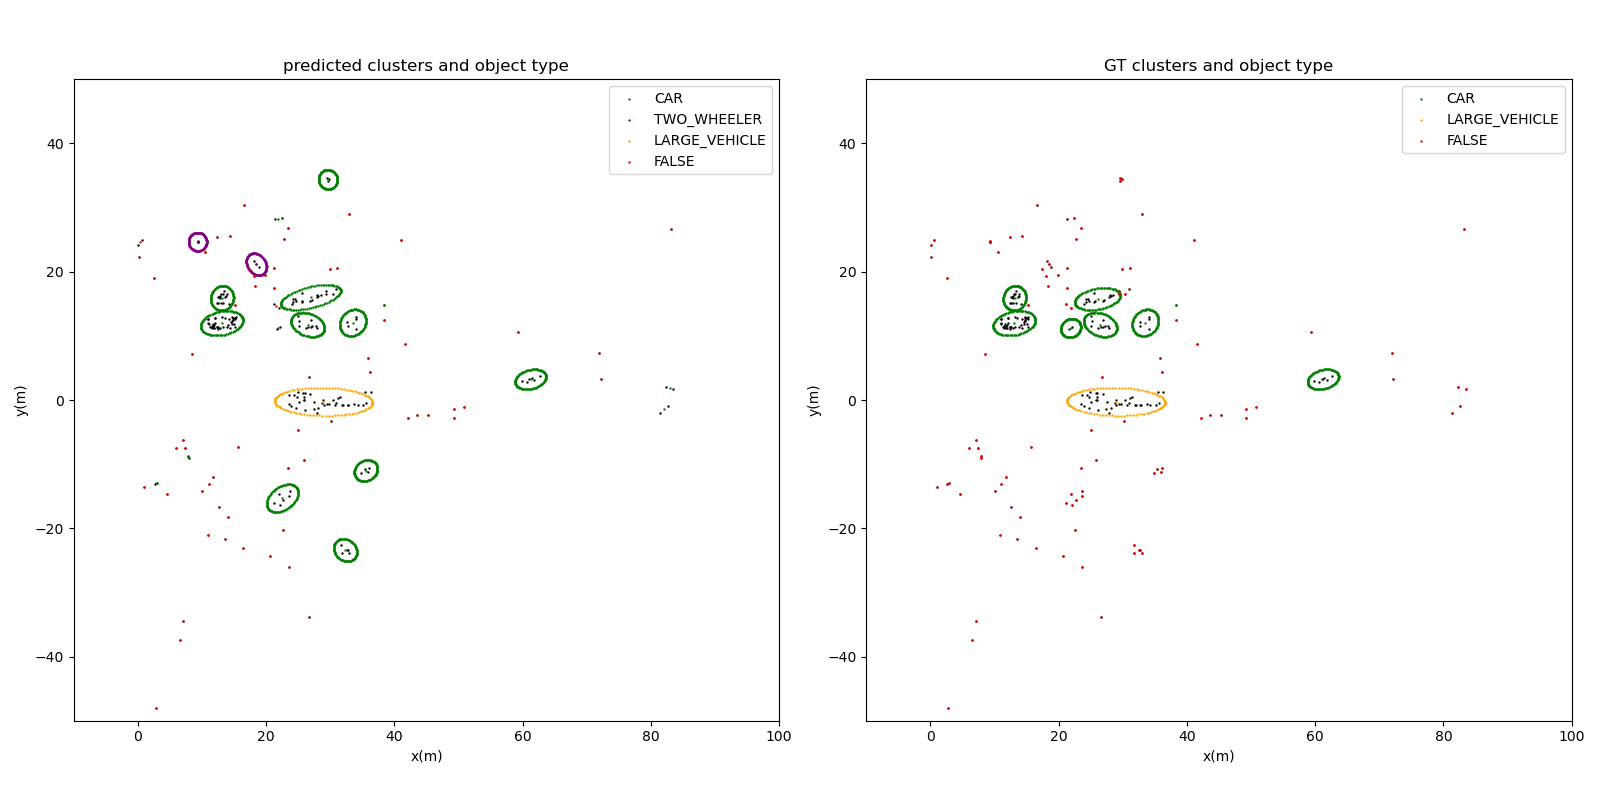 predicted clusters and object type
CAR
TWO_WHEELER
LARGE_VEHICLE
FALSE
40
20
0
−20
−40
y(m)
0
20
40
60
80
100
x(m)
GT clusters and object type
CAR
LARGE_VEHICLE
FALSE
40
20
0
−20
−40
y(m)
0
20
40
60
80
100
x(m)